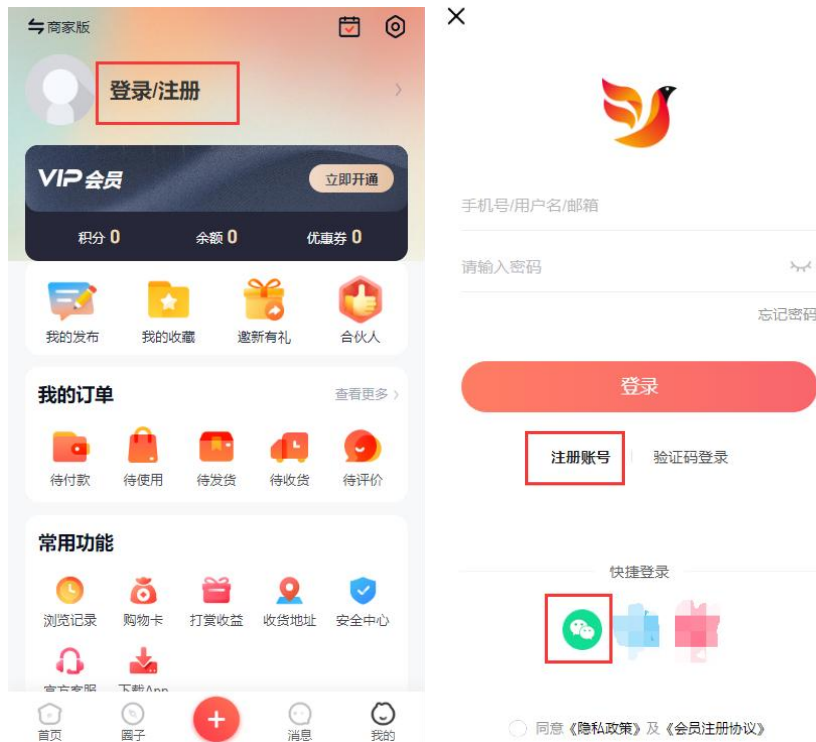 商家版
登录/注册
VIP会员
立即开通
积分 0 余额 0 优惠券 0
我的发布 我的收藏 邀新有礼 合伙人
我的订单 查看更多
待付款 待使用 待发货 待收货 待评价
常用功能
浏览记录 购物卡 打赏收益 收货地址 安全中心
官方客服 下载App
首页 圈子 消息 我的
手机号/用户名/邮箱
请输入密码
忘记密码
登录
注册账号 验证码登录
快捷登录
同意《隐私政策》及《会员注册协议》